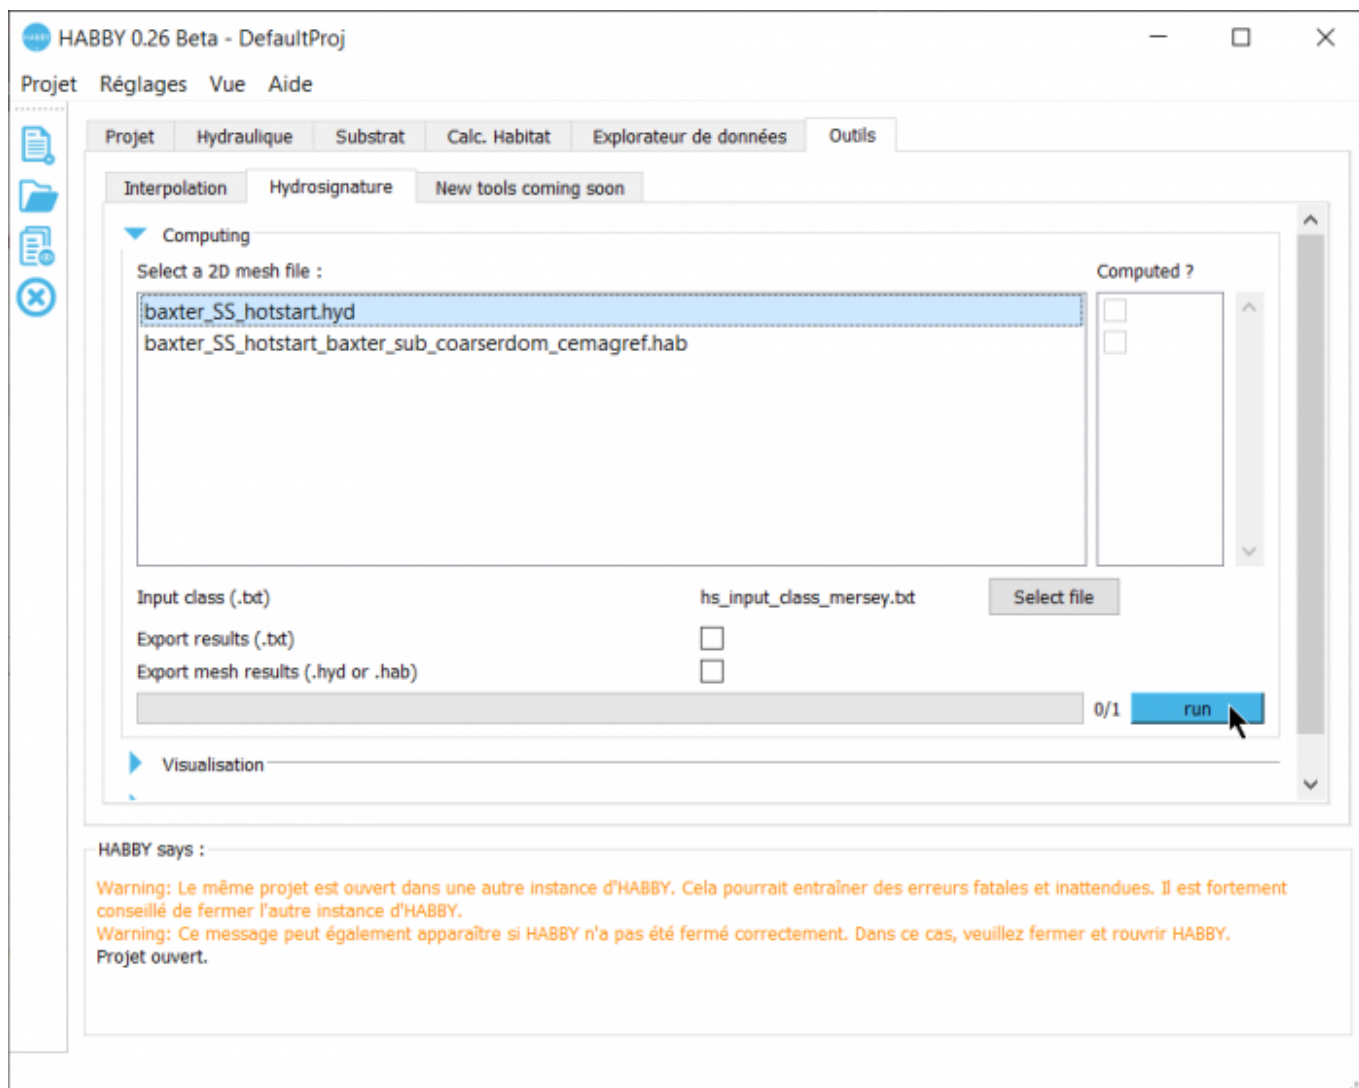 HABBY 0.26 Beta - DefaultProj
Projet Réglages Vue Aide
Projet Hydraulique Substrat Calc. Habitat Explorateur de données Outils
Interpolation Hydrosignature New tools coming soon
Computing
Select a 2D mesh file : Computed ?
baxter_SS_hotstart.hyd
baxter_SS_hotstart_baxter_sub_coarserdom_cemagref.hab
Input class (.txt) hs_input_class_mersey.txt Select file
Export results (.txt)
Export mesh results (.hyd or .hab)
0/1 run
Visualisation
HABBY says :
Warning: Le même projet est ouvert dans une autre instance d'HABBY. Cela pourrait entraîner des erreurs fatales et inattendues. Il est fortement
conseillé de fermer l'autre instance d'HABBY.
Warning: Ce message peut également apparaître si HABBY n'a pas été fermé correctement. Dans ce cas, veuillez fermer et rouvrir HABBY.
Projet ouvert.